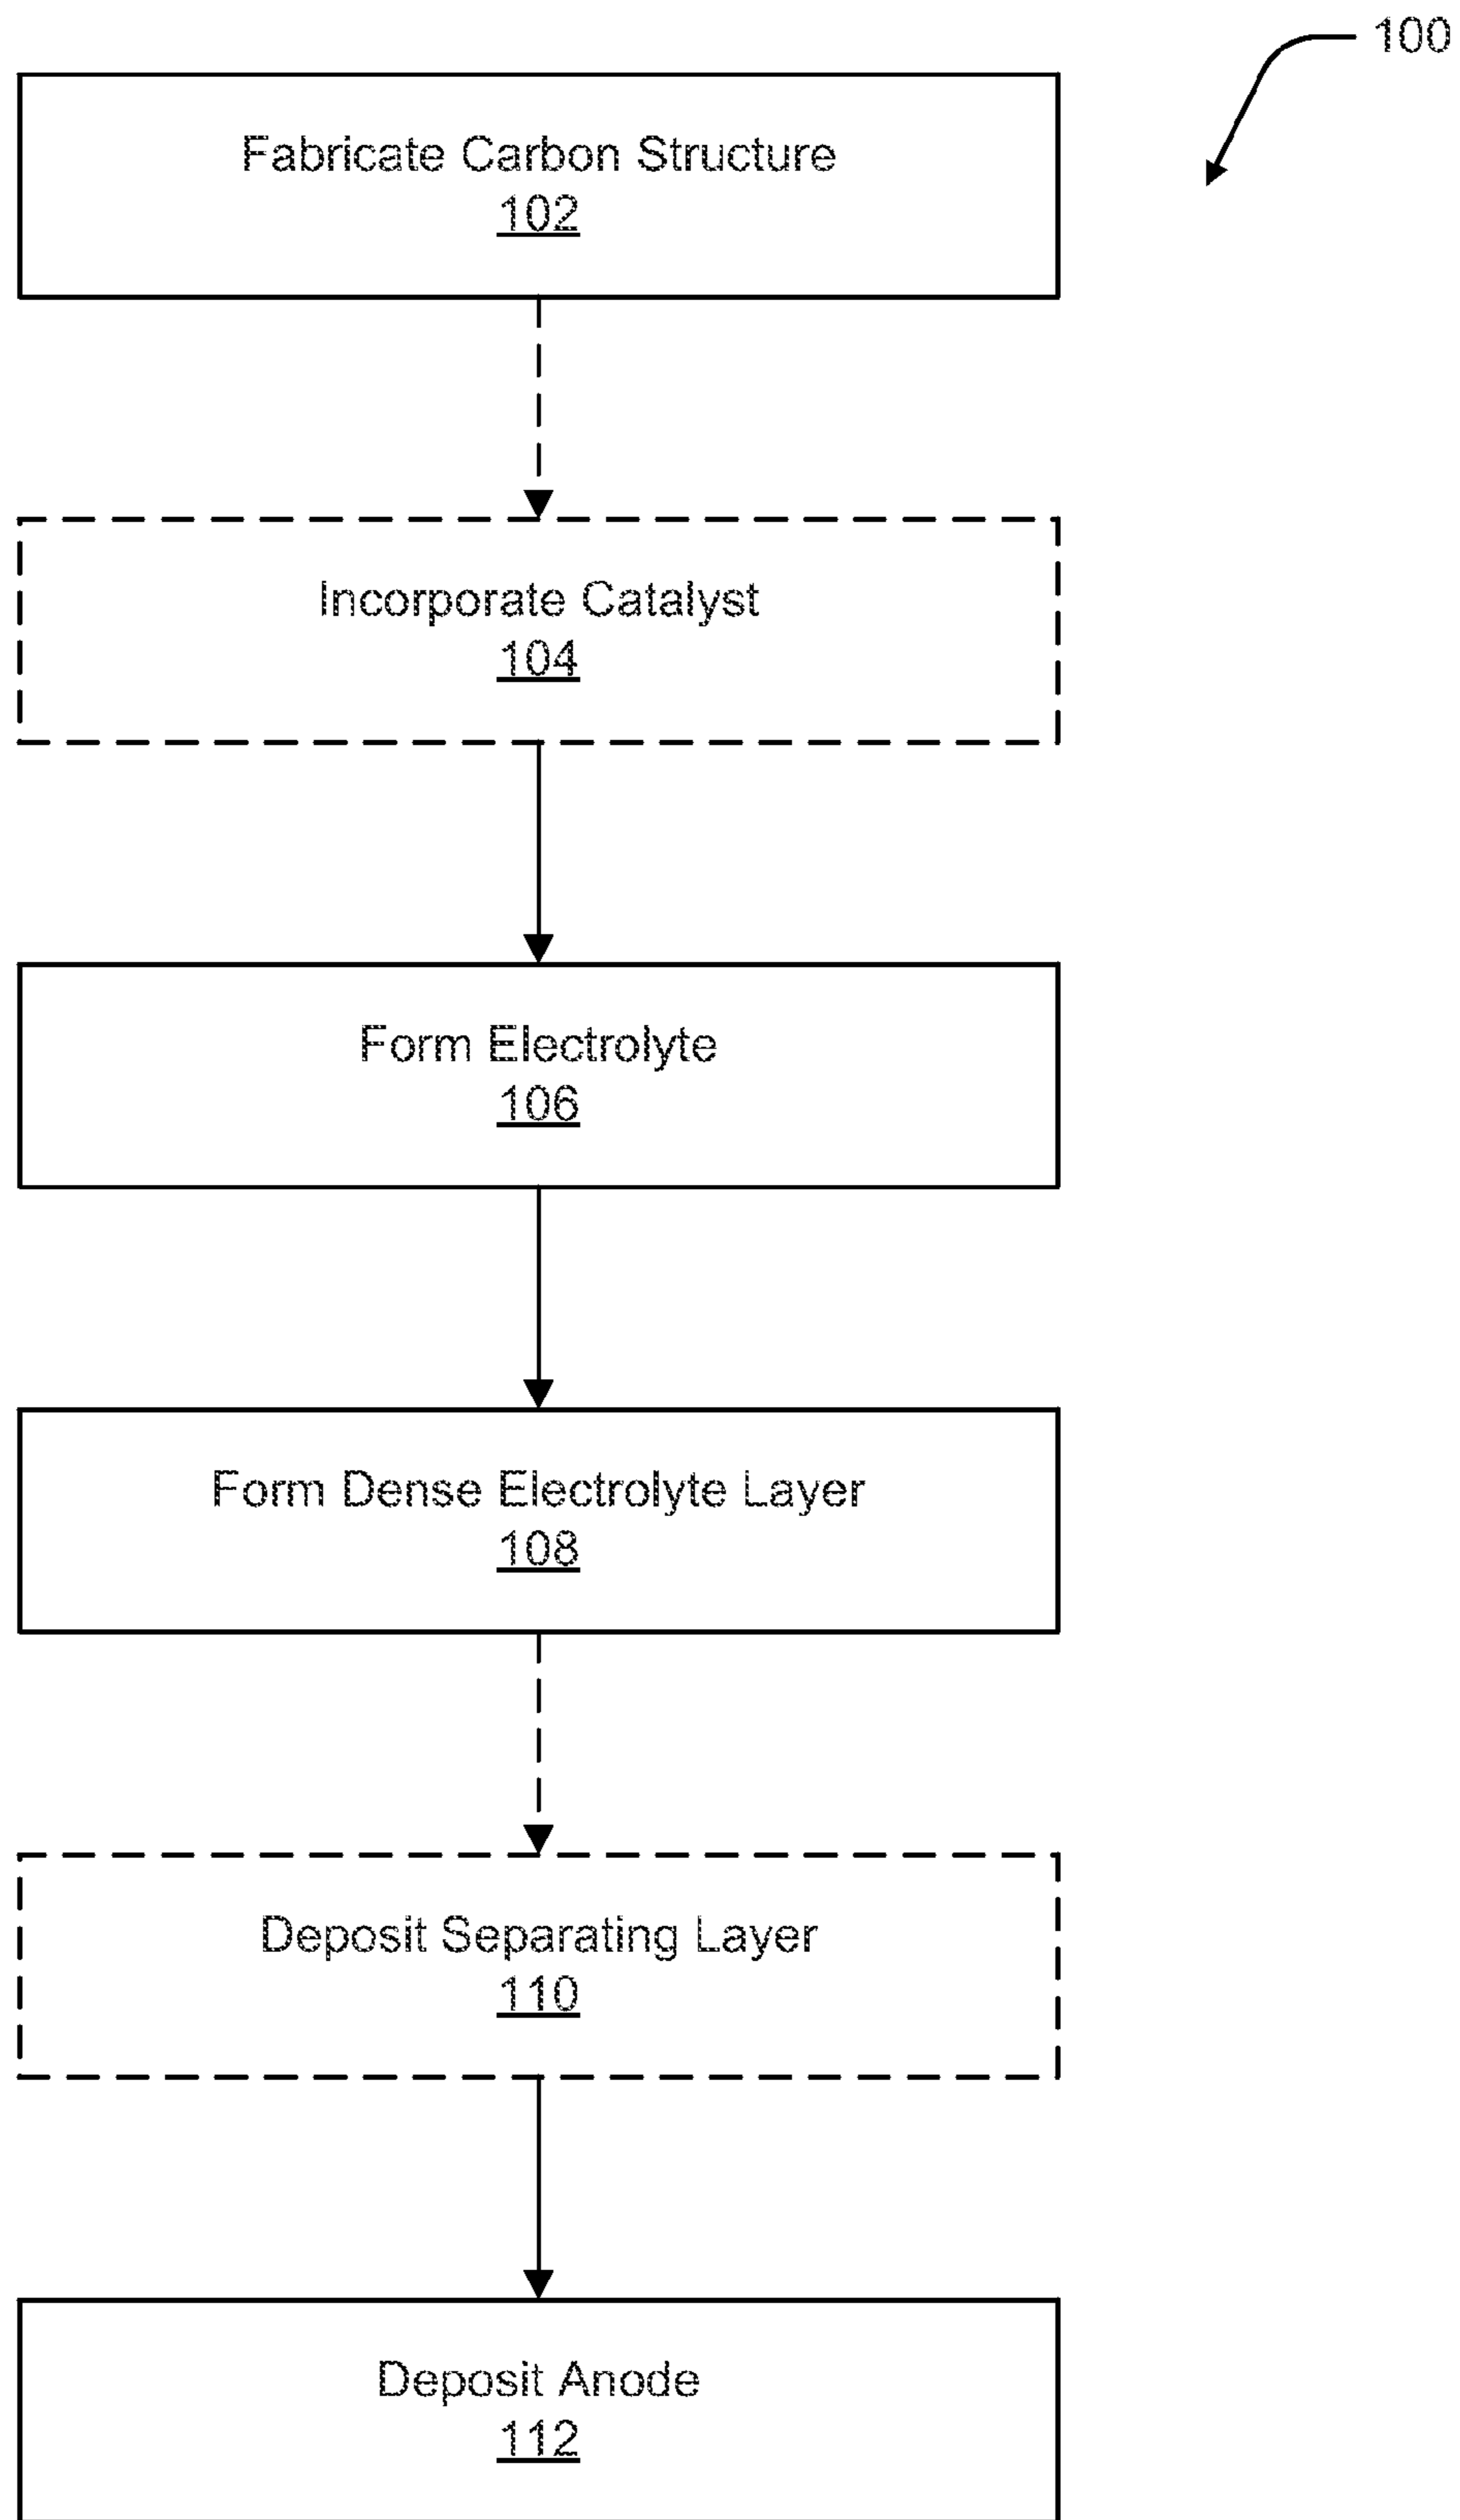 100
Fabricate Carbon Structure
102
Incorporate Catalyst
104
Form Electrolyte
106
Form Dense Electrolyte Layer
108
Deposit Separating Layer
110
Deposit Anode
112